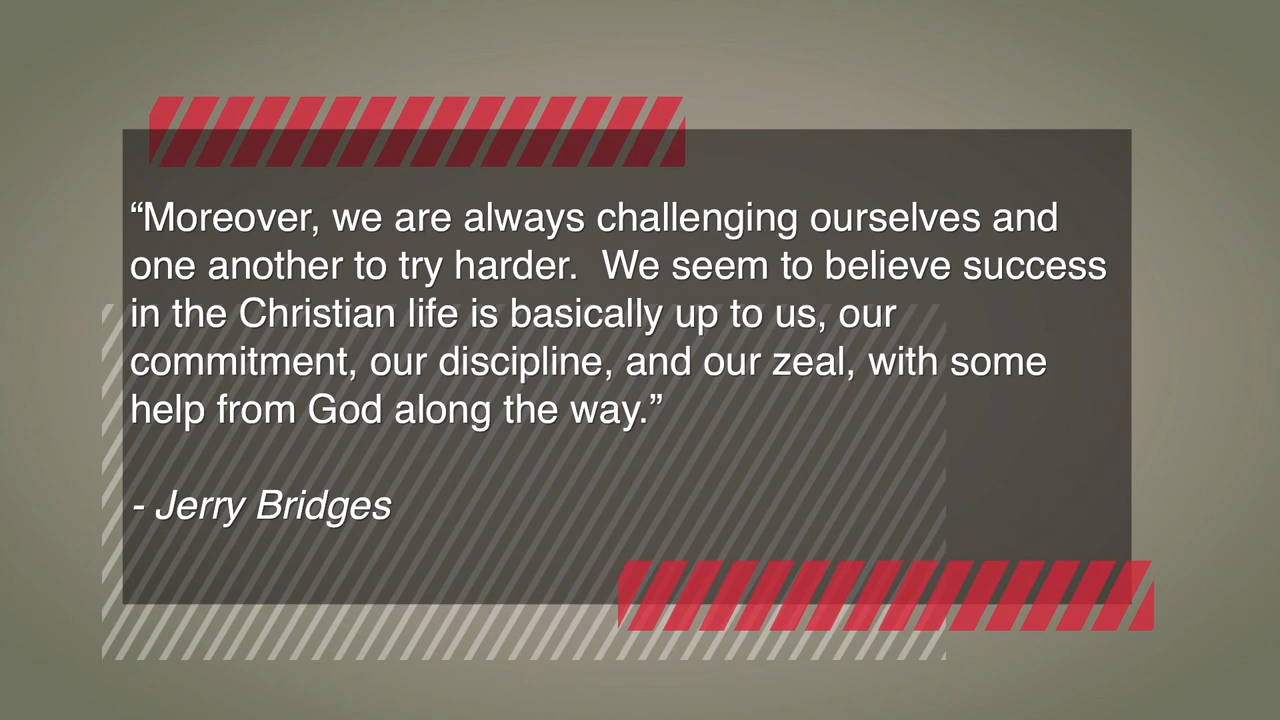 “Moreover, we are always challenging ourselves and
one another to try harder.  We seem to believe success
in the Christian life is basically up to us, our
commitment, our discipline, and our zeal, with some
help from God along the way.”
- Jerry Bridges